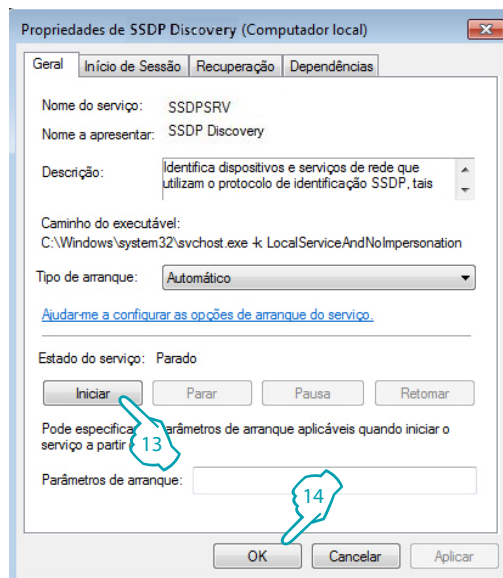 Propriedades de SSDP Discovery (Computador local)
Geral Início de Sessão Recuperação Dependências
Nome do serviço: SSDPSRV
Nome a apresentar: SSDP Discovery
Descrição: Identifica dispositivos e serviços de rede que
utilizam o protocolo de identificação SSDP, tais
Caminho do executável:
C:\Windows\system32\svchost.exe -k LocalServiceAndNoImpersonation
Tipo de arranque: Automático
Ajudar-me a configurar as opções de arranque do serviço.
Estado do serviço: Parado
Iniciar Parar Pausa Retomar
Pode especifica parâmetros de arranque aplicáveis quando iniciar o
serviço a partir
13
Parâmetros de arranque:
14
OK Cancelar Aplicar